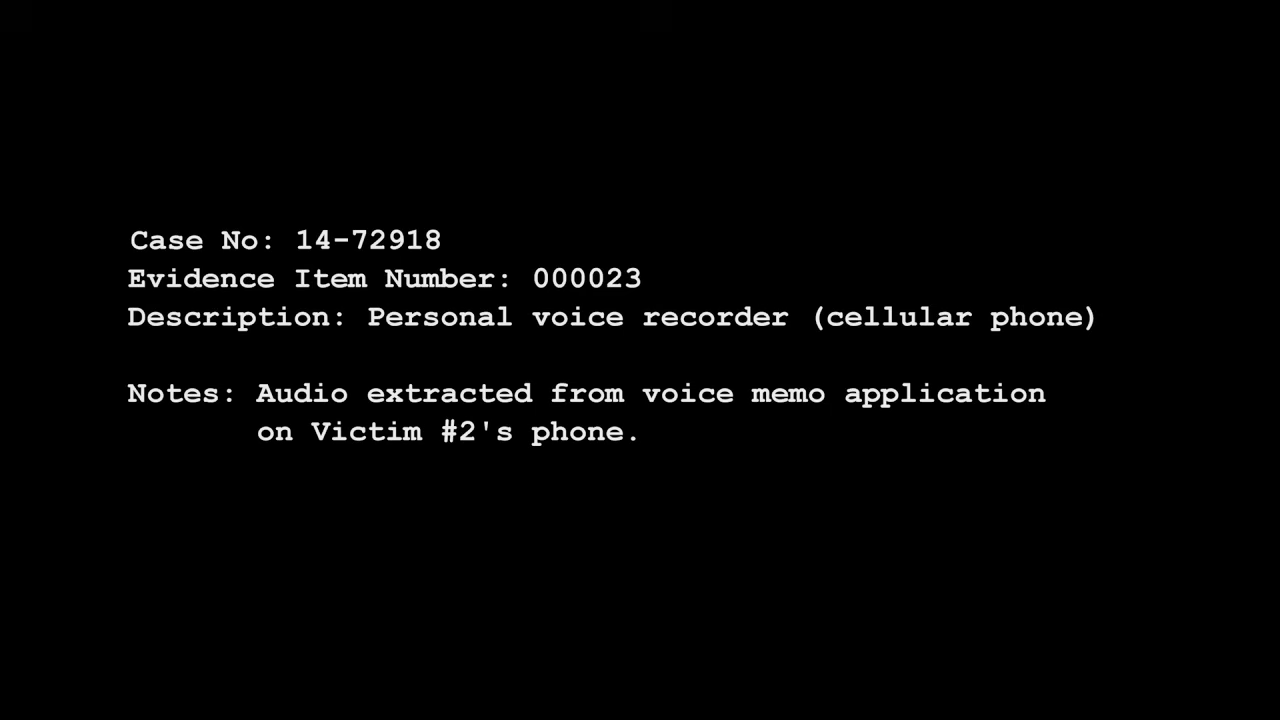 Case No: 14-72918
Evidence Item Number: 000023
Description: Personal voice recorder (cellular phone)
Notes: Audio extracted from voice memo application
on Victim #2's phone.